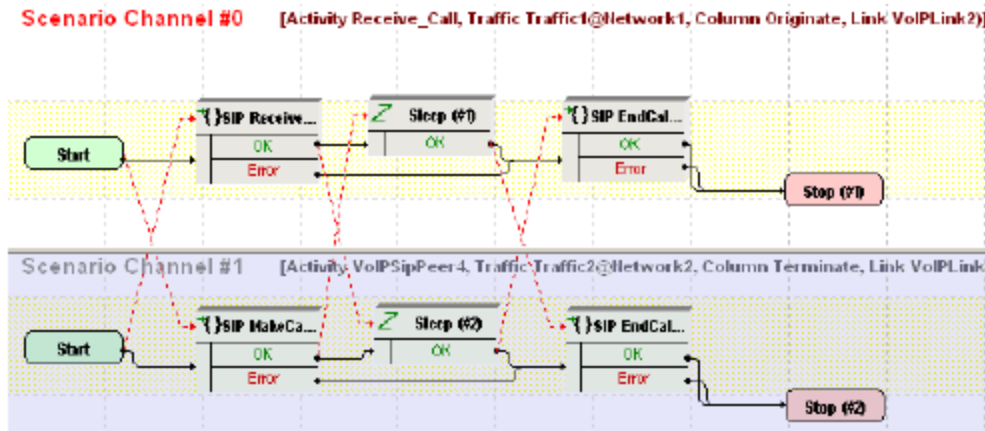 Scenario Channel #0 [Activity Receive_Call, Traffic Traffic1@Network1, Column Originate, Link VoIPLink2)]
{}SIP Receive... Sleep (#1) {}SIP EndCal...
Start OK OK OK
Error Error
Stop (#1)
Scenario Channel #1 [Activity VoIPSipPeer4, Traffic Traffic2@Network2, Column Terminate, Link VoIPLink
{}SIP MakeCa... Sleep (#2) {}SIP EndCal...
Start OK OK OK
Error Error
Stop (#2)